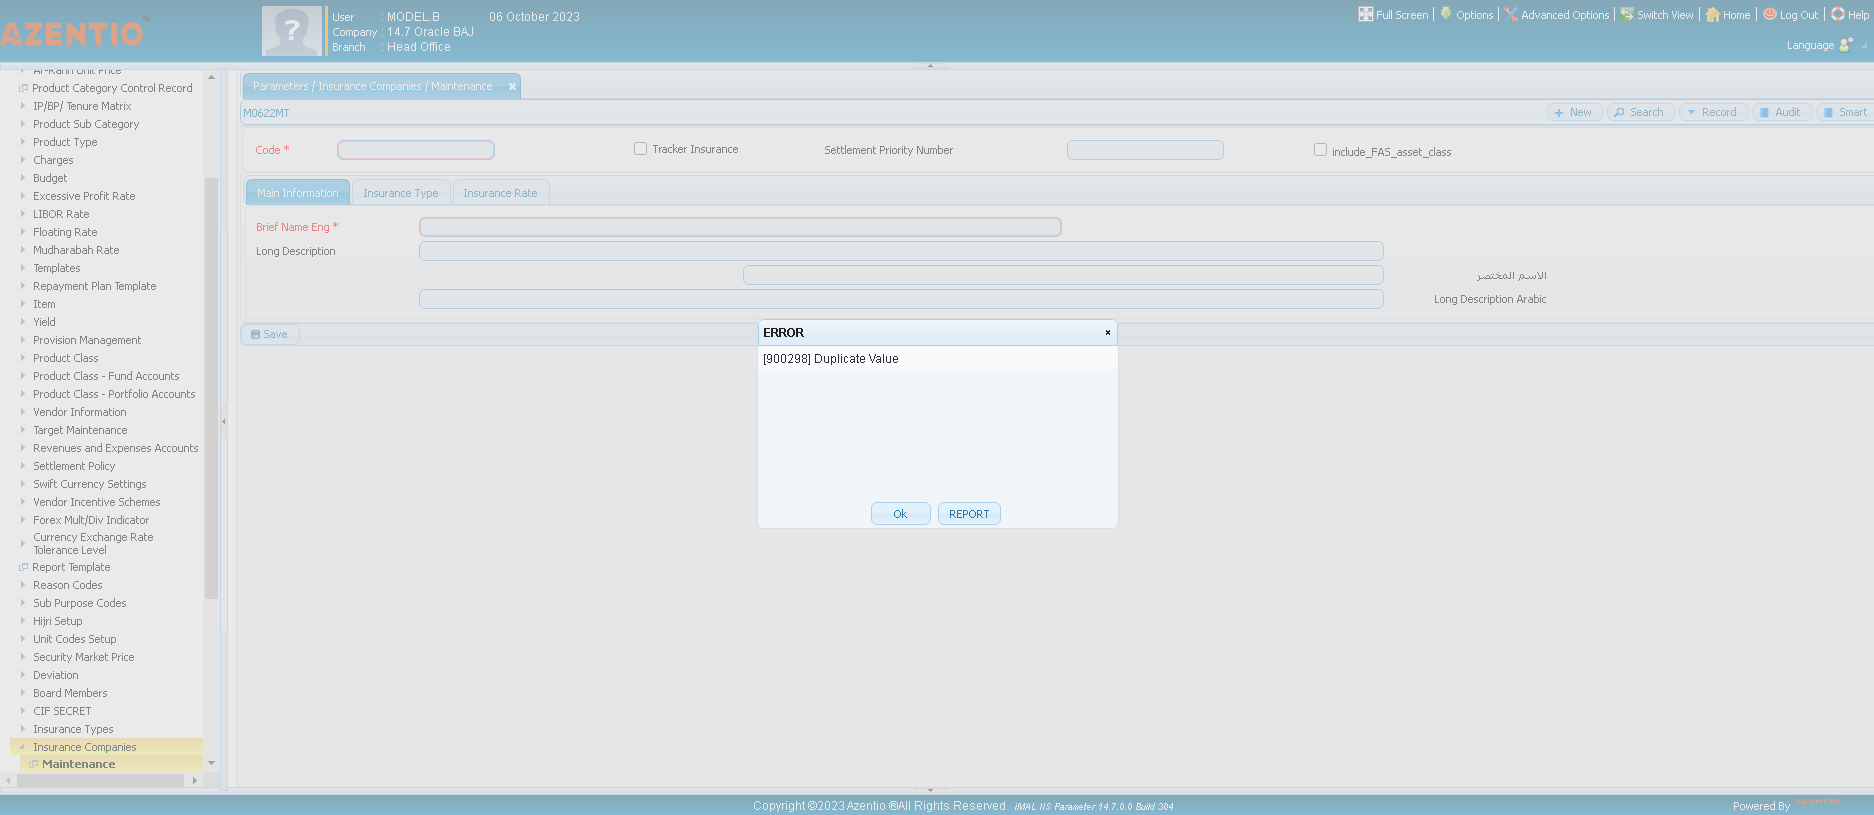 AZENTIO™
User : MODEL.B 06 October 2023
Company : 14.7 Oracle BAJ
Branch : Head Office
Full Screen Options Advanced Options Switch View Home Log Out Help
Language
Product Category Control Record
IP/BP/ Tenure Matrix
Product Sub Category
Product Type
Charges
Budget
Excessive Profit Rate
LIBOR Rate
Floating Rate
Mudharabah Rate
Templates
Repayment Plan Template
Item
Yield
Provision Management
Product Class
Product Class - Fund Accounts
Product Class - Portfolio Accounts
Vendor Information
Target Maintenance
Revenues and Expenses Accounts
Settlement Policy
Swift Currency Settings
Vendor Incentive Schemes
Forex Mult/Div Indicator
Currency Exchange Rate
Tolerance Level
Report Template
Reason Codes
Sub Purpose Codes
Hijri Setup
Unit Codes Setup
Security Market Price
Deviation
Board Members
CIF SECRET
Insurance Types
Insurance Companies
Maintenance
Parameters / Insurance Companies / Maintenance
M0622MT
New Search Record Audit Smart
Code * Tracker Insurance Settlement Priority Number include_FAS_asset_class
Main Information Insurance Type Insurance Rate
Brief Name Eng *
Long Description
الاسم المختصر
Long Description Arabic
Save
ERROR
[900298] Duplicate Value
Ok REPORT
Copyright ©2023 Azentio ®All Rights Reserved iMAL IIS Parameter 14.7.0.0 Build 304
Powered By AZENTIO